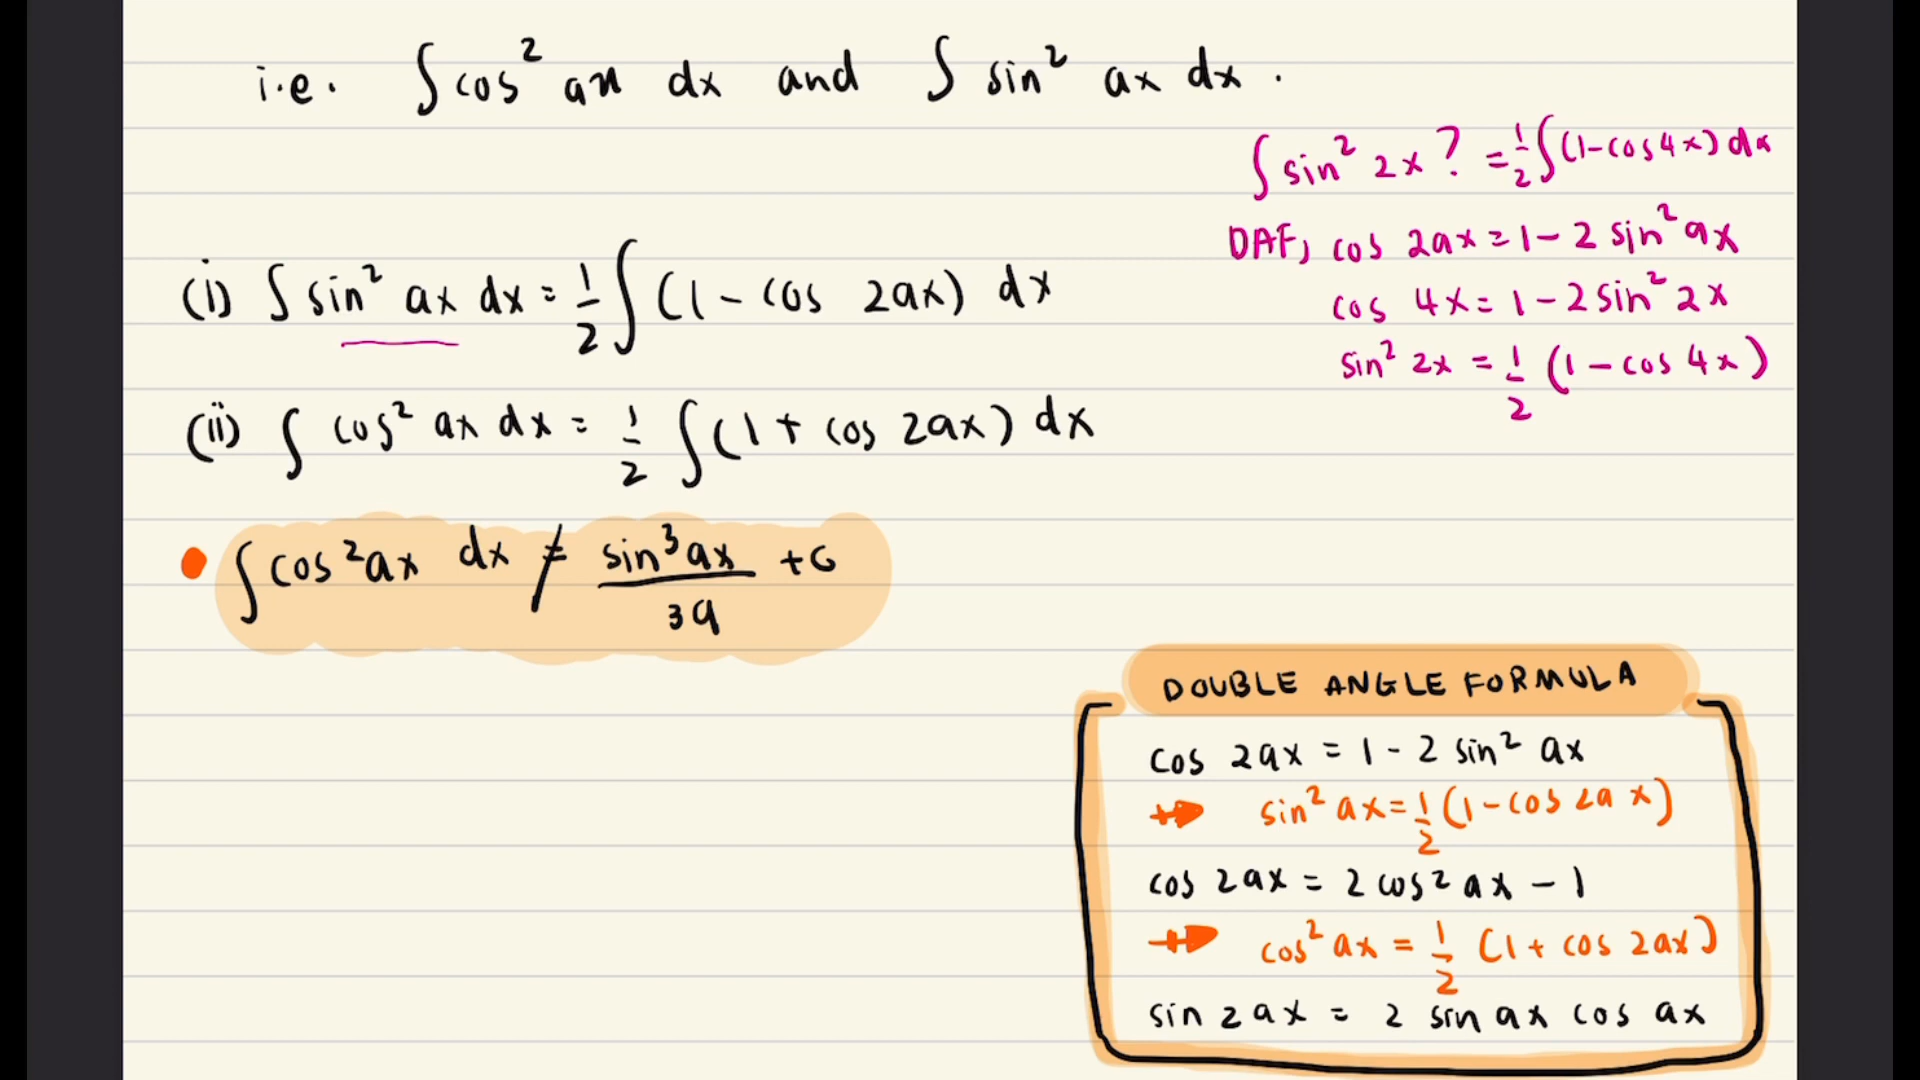 i.e. ∫ cos² ax dx and ∫ sin² ax dx.
∫ sin² 2x? = 1/2 ∫ (1-cos4x) dx
DAF, cos 2ax = 1 - 2 sin² ax
cos 4x = 1 - 2 sin² 2x
sin² 2x = 1/2 (1 - cos 4x)
(i) ∫ sin² ax dx = 1/2 ∫ (1 - cos 2ax) dx
(ii) ∫ cos² ax dx = 1/2 ∫ (1 + cos 2ax) dx
• ∫ cos² ax dx ≠ sin³ ax / 3a + C
DOUBLE ANGLE FORMULA
cos 2ax = 1 - 2 sin² ax
→ sin² ax = 1/2 (1 - cos 2ax)
cos 2ax = 2 cos² ax - 1
→ cos² ax = 1/2 (1 + cos 2ax)
sin 2ax = 2 sin ax cos ax